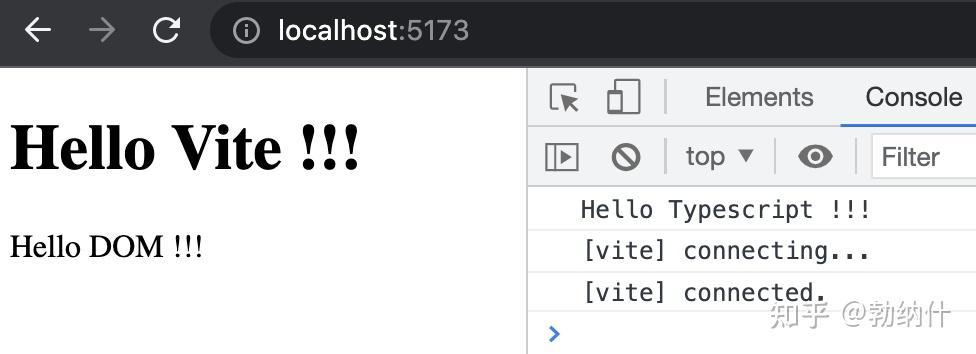 localhost:5173
Hello Vite !!!
Hello DOM !!!
Elements Console
top Filter
Hello Typescript !!!
[vite] connecting...
[vite] connected.
知乎 @勃纳什